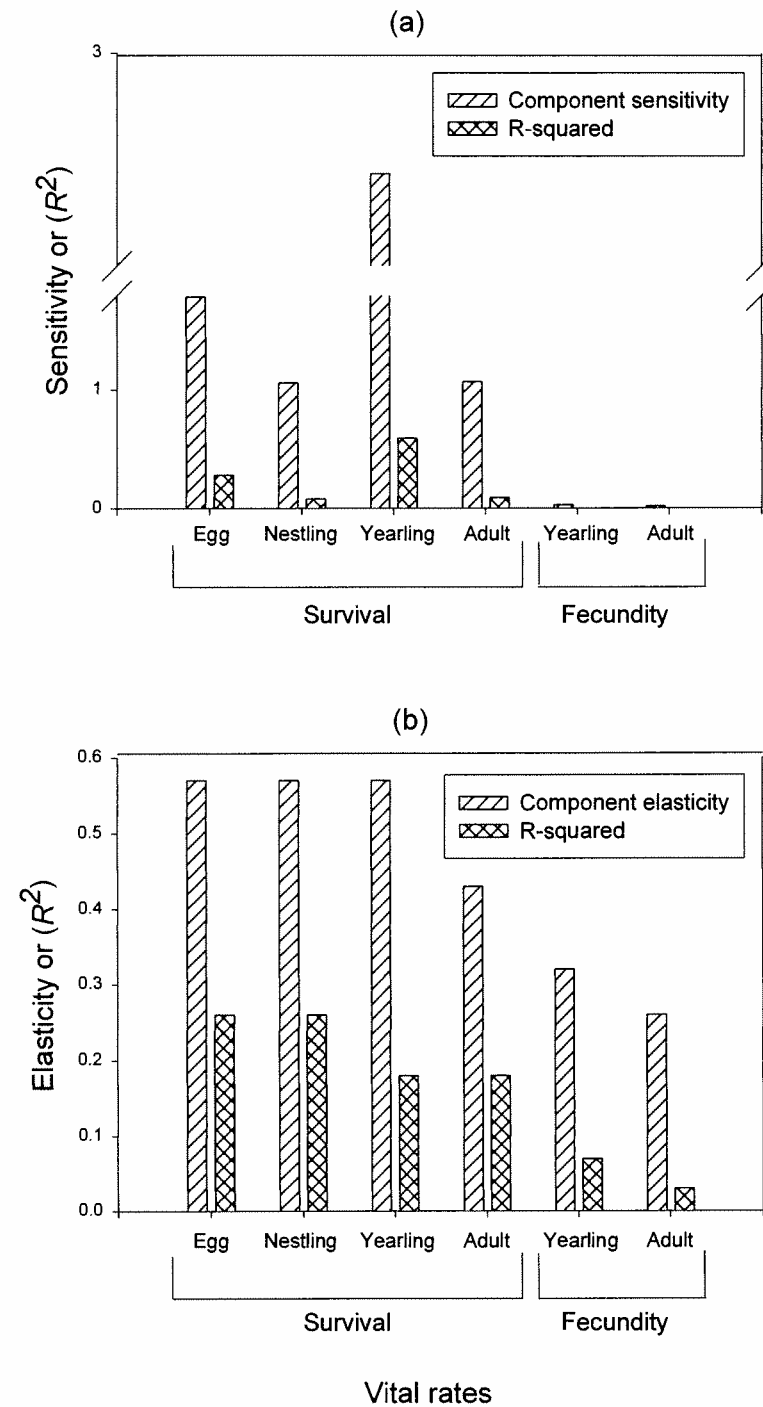 (a)
3
Component sensitivity
R-squared
Sensitivity or (R²)
1
0
Egg Nestling Yearling Adult Yearling Adult
Survival Fecundity
(b)
0.6
Component elasticity
R-squared
0.5
0.4
Elasticity or (R²)
0.3
0.2
0.1
0.0
Egg Nestling Yearling Adult Yearling Adult
Survival Fecundity
Vital rates